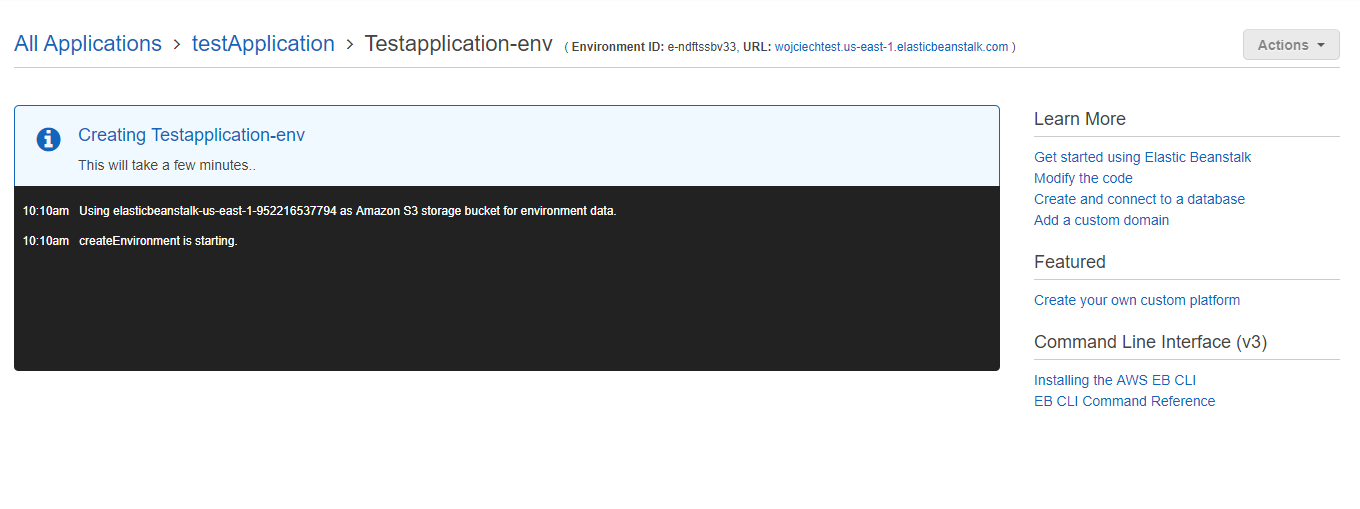 All Applications > testApplication > Testapplication-env ( Environment ID: e-ndftssbv33, URL: wojciechtest.us-east-1.elasticbeanstalk.com )
Actions
Creating Testapplication-env
This will take a few minutes..
10:10am Using elasticbeanstalk-us-east-1-952216537794 as Amazon S3 storage bucket for environment data.
10:10am createEnvironment is starting.
Learn More
Get started using Elastic Beanstalk
Modify the code
Create and connect to a database
Add a custom domain
Featured
Create your own custom platform
Command Line Interface (v3)
Installing the AWS EB CLI
EB CLI Command Reference